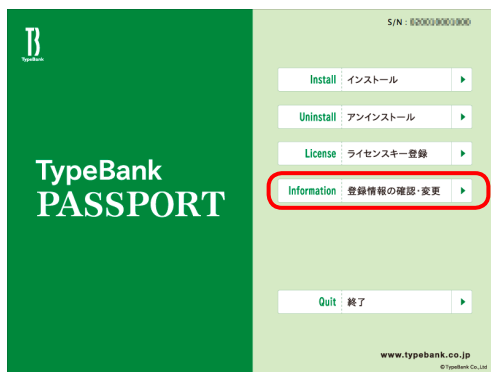 S/N :
TypeBank
Install インストール
Uninstall アンインストール
License ライセンスキー登録
TypeBank
PASSPORT
Information 登録情報の確認・変更
Quit 終了
www.typebank.co.jp
©TypeBank Co.,Ltd